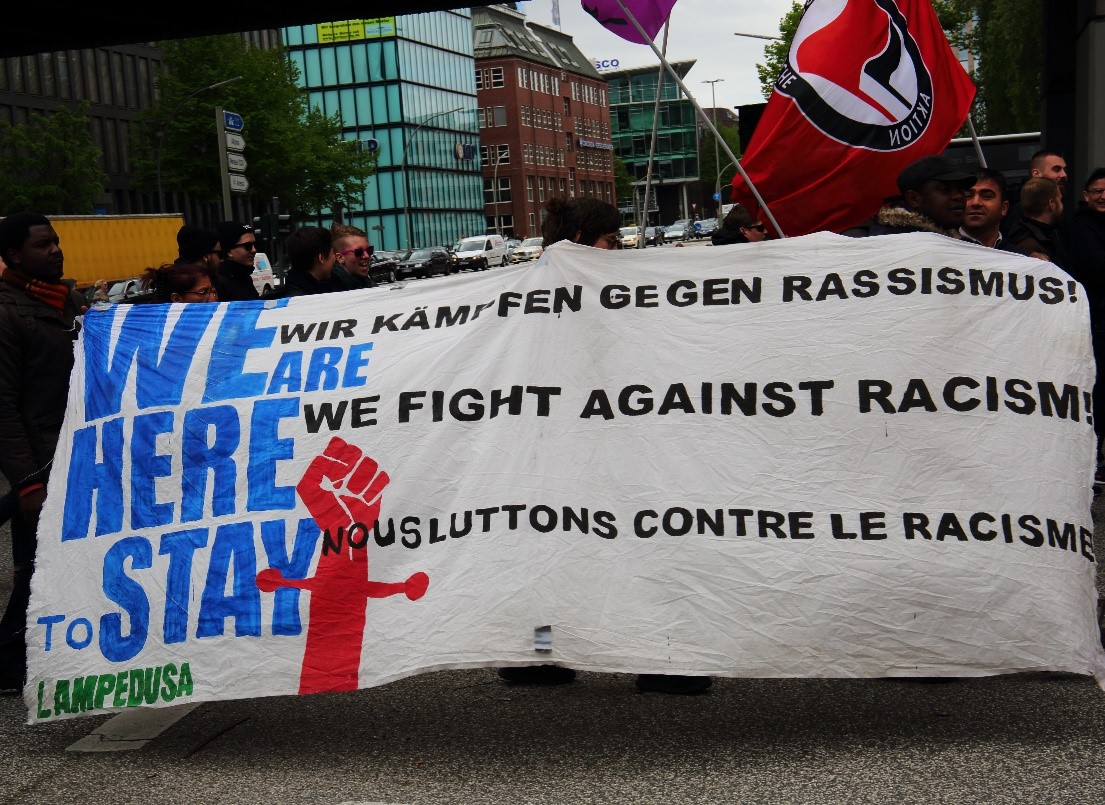 WE
ARE
HERE
TO STAY
LAMPEDUSA
WIR KÄMPFEN GEGEN RASSISMUS!
WE FIGHT AGAINST RACISM!
NOUS LUTTONS CONTRE LE RACISME
AKTION